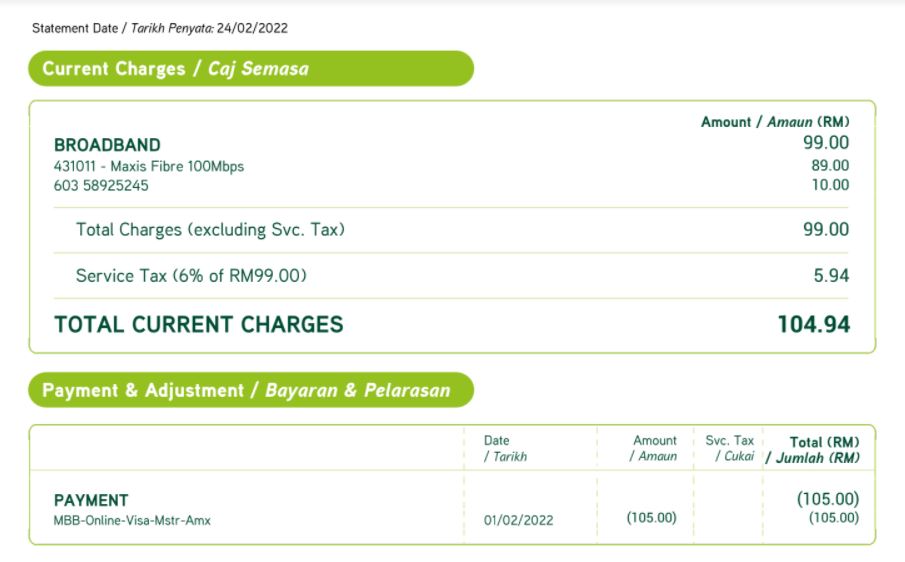 Statement Date / Tarikh Penyata: 24/02/2022
Current Charges / Caj Semasa
Amount / Amaun (RM)
BROADBAND 99.00
431011 - Maxis Fibre 100Mbps 89.00
603 58925245 10.00
Total Charges (excluding Svc. Tax) 99.00
Service Tax (6% of RM99.00) 5.94
TOTAL CURRENT CHARGES 104.94
Payment & Adjustment / Bayaran & Pelarasan
Date Amount Svc. Tax Total (RM)
/ Tarikh / Amaun / Cukai / Jumlah (RM)
PAYMENT (105.00)
MBB-Online-Visa-Mstr-Amx 01/02/2022 (105.00) (105.00)